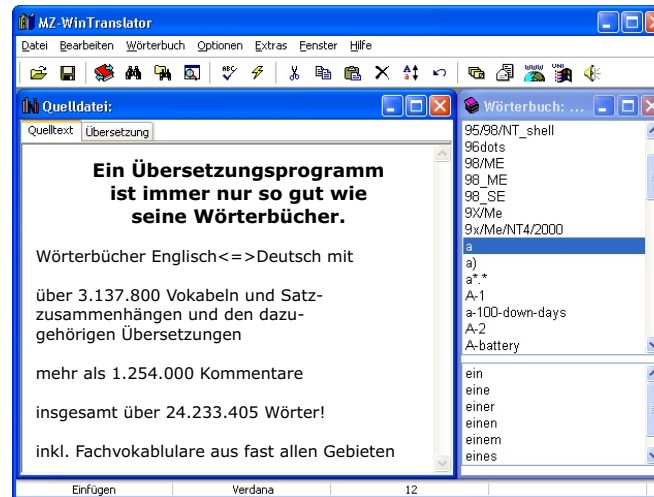 MZ-WinTranslator
Datei Bearbeiten Wörterbuch Optionen Extras Fenster Hilfe
ABC WWW UNI
Quelldatei:
Wörterbuch: ...
Quelltext Übersetzung
Ein Übersetzungsprogramm
ist immer nur so gut wie
seine Wörterbücher.
Wörterbücher Englisch<=>Deutsch mit
über 3.137.800 Vokabeln und Satz-
zusammenhängen und den dazu-
gehörigen Übersetzungen
mehr als 1.254.000 Kommentare
insgesamt über 24.233.405 Wörter!
inkl. Fachvokablulare aus fast allen Gebieten
95/98/NT_shell
96dots
98/ME
98_ME
98_SE
9X/Me
9x/Me/NT4/2000
a
a)
a*.*
A-1
a-100-down-days
A-2
A-battery
ein
eine
einer
einen
einem
eines
Einfügen Verdana 12